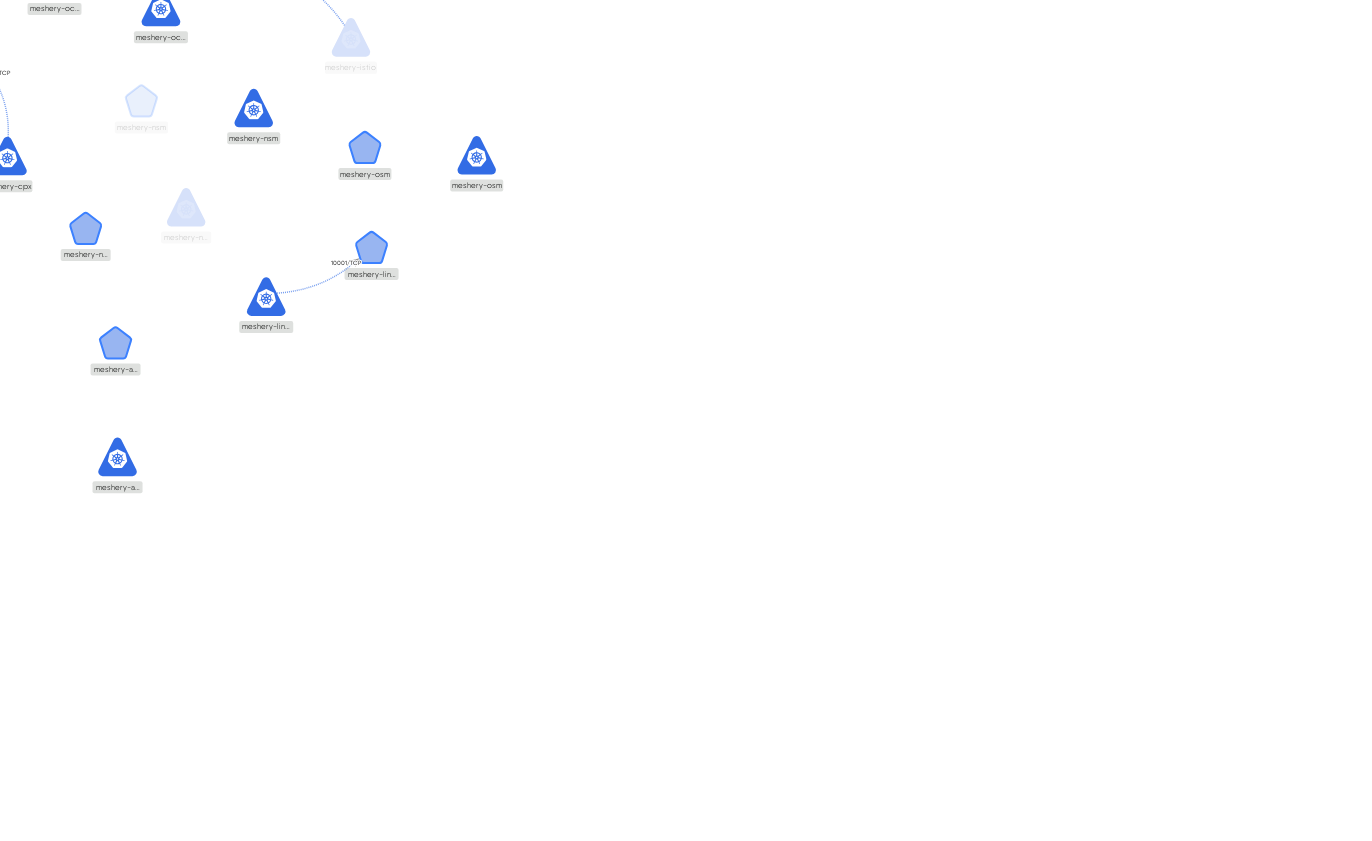 meshery-oc...
meshery-oc...
meshery-istio
TCP
meshery-nsm
meshery-nsm
meshery-osm
meshery-osm
ery-cpx
meshery-n...
meshery-n...
10001/TCP
meshery-lin...
meshery-lin...
meshery-a...
meshery-a...